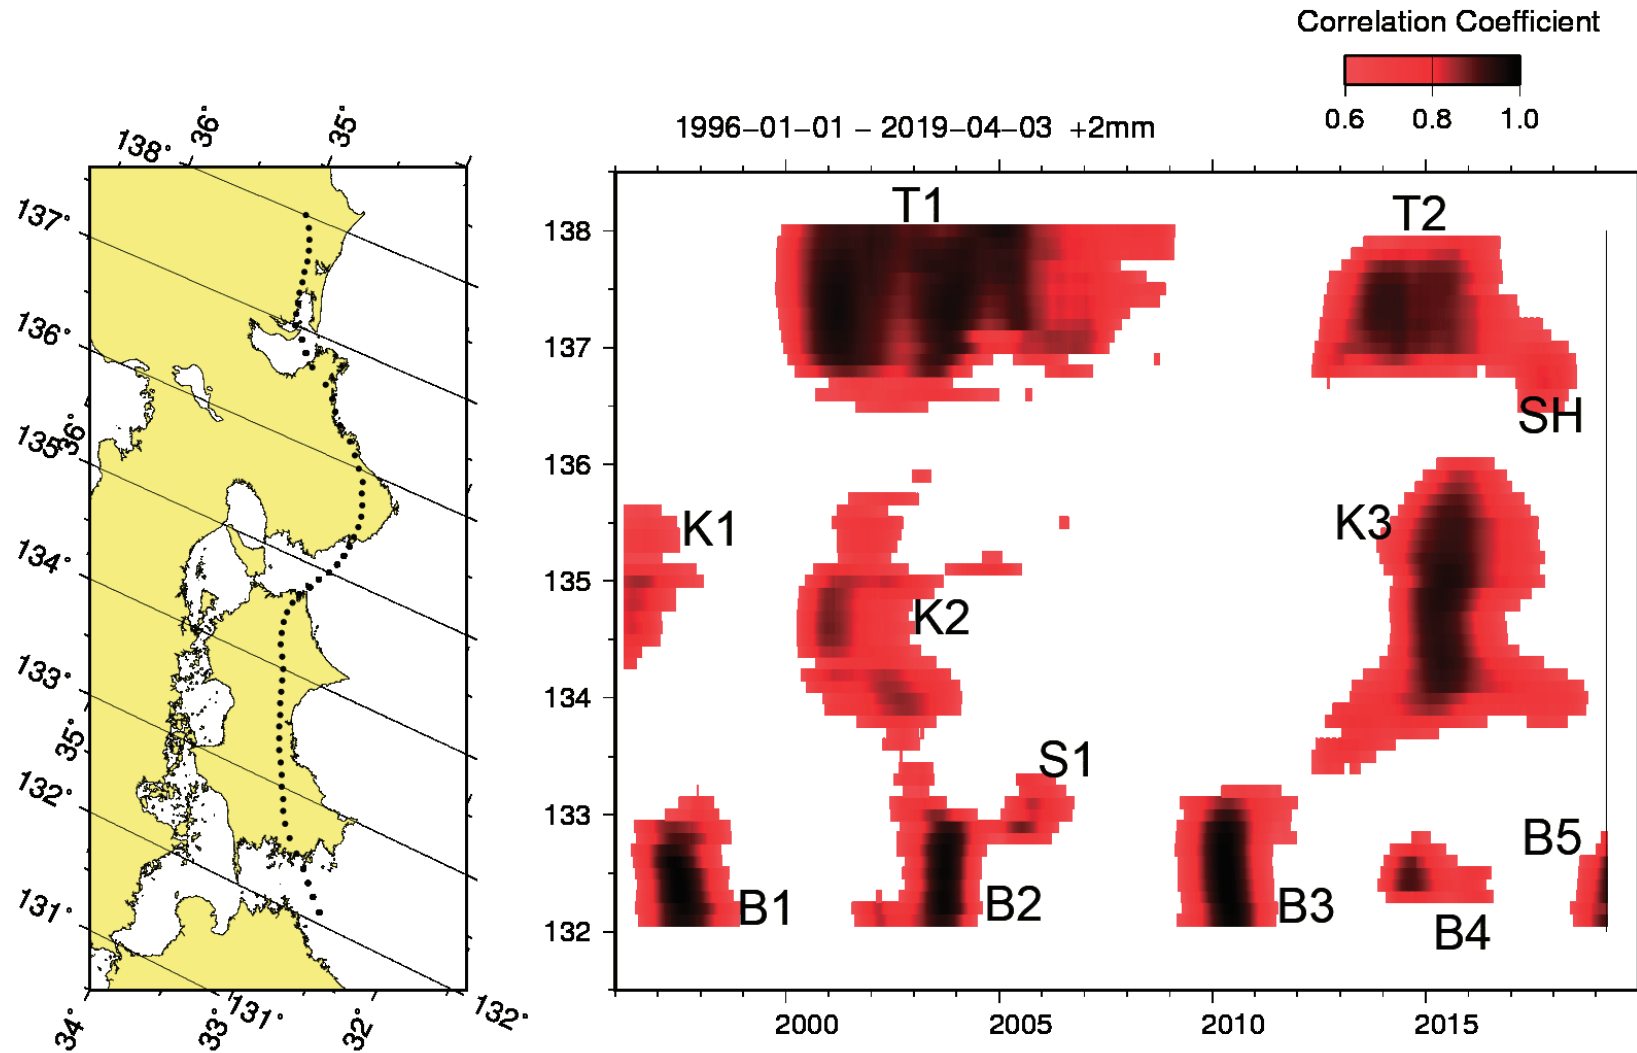 Correlation Coefficient
0.6 0.8 1.0
1996-01-01 - 2019-04-03 +2mm
138° 36° 35°
137°
136°
135° 36°
134°
133°
35°
132°
131°
34° 33° 131° 32° 132°
138
137
136
135
134
133
132
T1 T2
SH
K1 K3
K2
S1
B5
B1 B2 B3 B4
2000 2005 2010 2015